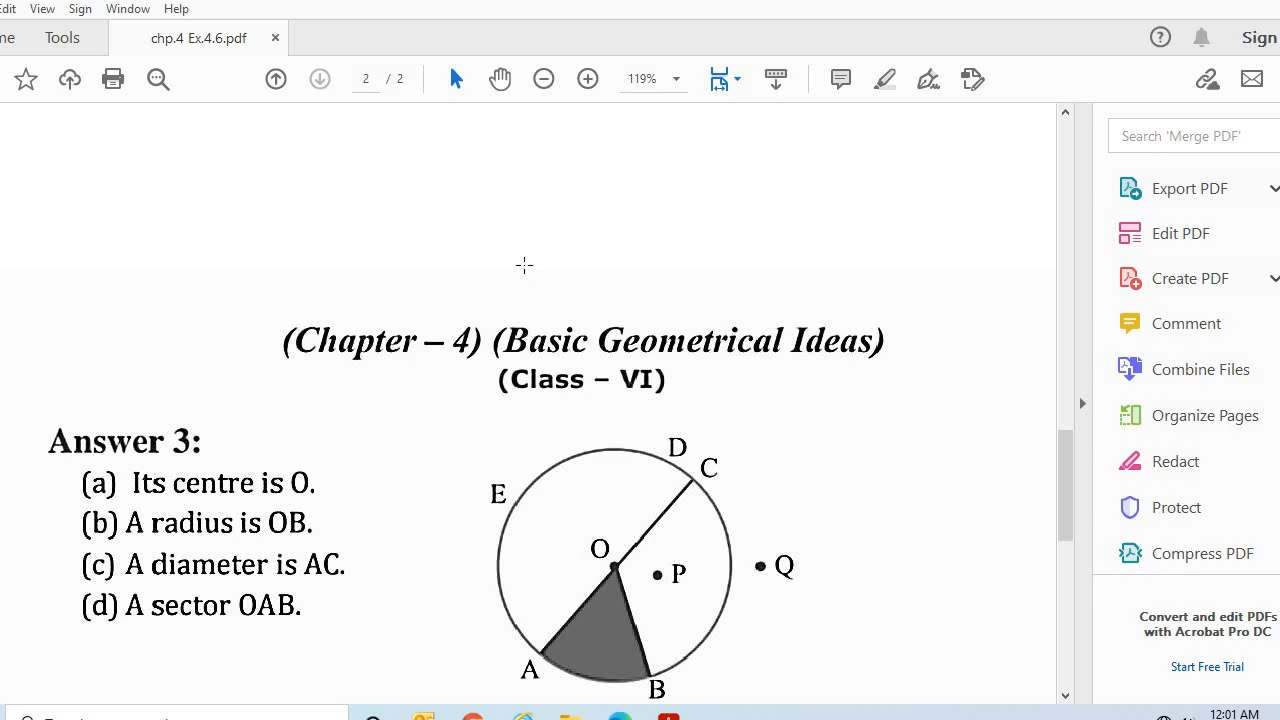 Edit View Sign Window Help
me Tools chp.4 Ex.4.6.pdf × ? Sign
2 / 2 119%
Search 'Merge PDF'
Export PDF
Edit PDF
Create PDF
Comment
Combine Files
Organize Pages
Redact
Protect
Compress PDF
Convert and edit PDFs
with Acrobat Pro DC
Start Free Trial
(Chapter – 4) (Basic Geometrical Ideas)
(Class – VI)
Answer 3:
(a) Its centre is O.
(b) A radius is OB.
(c) A diameter is AC.
(d) A sector OAB.
D
C
E
O
P
Q
A
B
12:01 AM